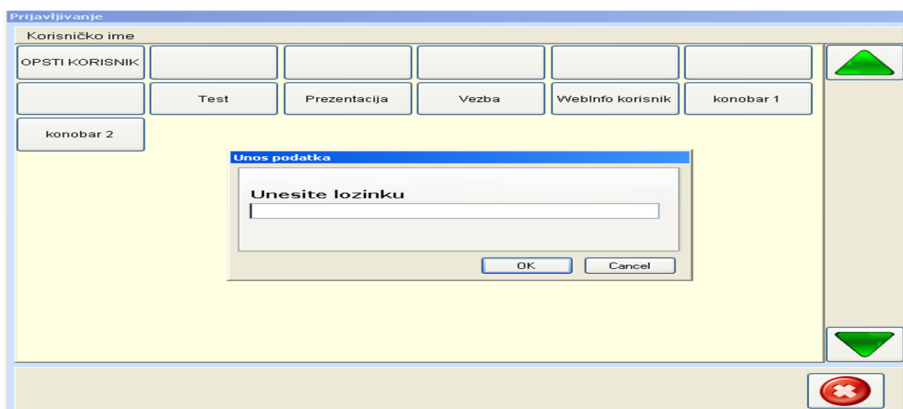 Prijavljivanje
Korisničko ime
OPSTI KORISNIK
Test Prezentacija Vezba WebInfo korisnik konobar 1
konobar 2
Unos podatka
Unesite lozinku
OK Cancel